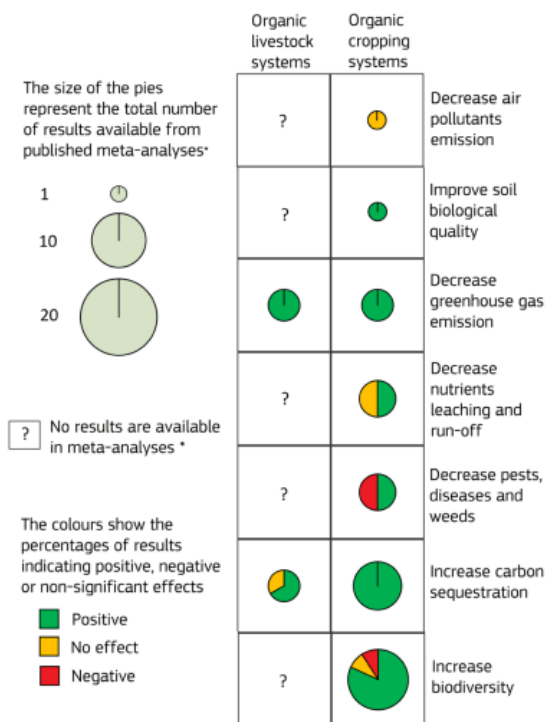 Organic
livestock
systems
Organic
cropping
systems
The size of the pies
represent the total number
of results available from
published meta-analyses*
1
10
20
?
No results are available
in meta-analyses *
The colours show the
percentages of results
indicating positive, negative
or non-significant effects
Positive
No effect
Negative
?
Decrease air
pollutants
emission
?
Improve soil
biological
quality
Decrease
greenhouse gas
emission
?
Decrease
nutrients
leaching and
run-off
?
Decrease pests,
diseases and
weeds
Increase carbon
sequestration
?
Increase
biodiversity